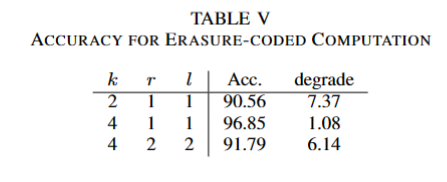 TABLE V
ACCURACY FOR ERASURE-CODED COMPUTATION
k r l Acc. degrade
2 1 1 90.56 7.37
4 1 1 96.85 1.08
4 2 2 91.79 6.14